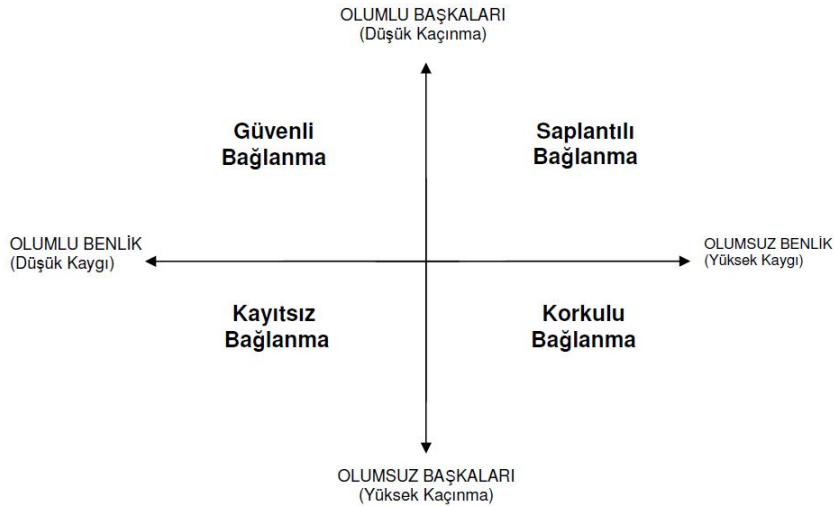 OLUMLU BAŞKALARI
(Düşük Kaçınma)
Güvenli
Bağlanma
Saplantılı
Bağlanma
OLUMLU BENLİK
(Düşük Kaygı)
OLUMSUZ BENLİK
(Yüksek Kaygı)
Kayıtsız
Bağlanma
Korkulu
Bağlanma
OLUMSUZ BAŞKALARI
(Yüksek Kaçınma)